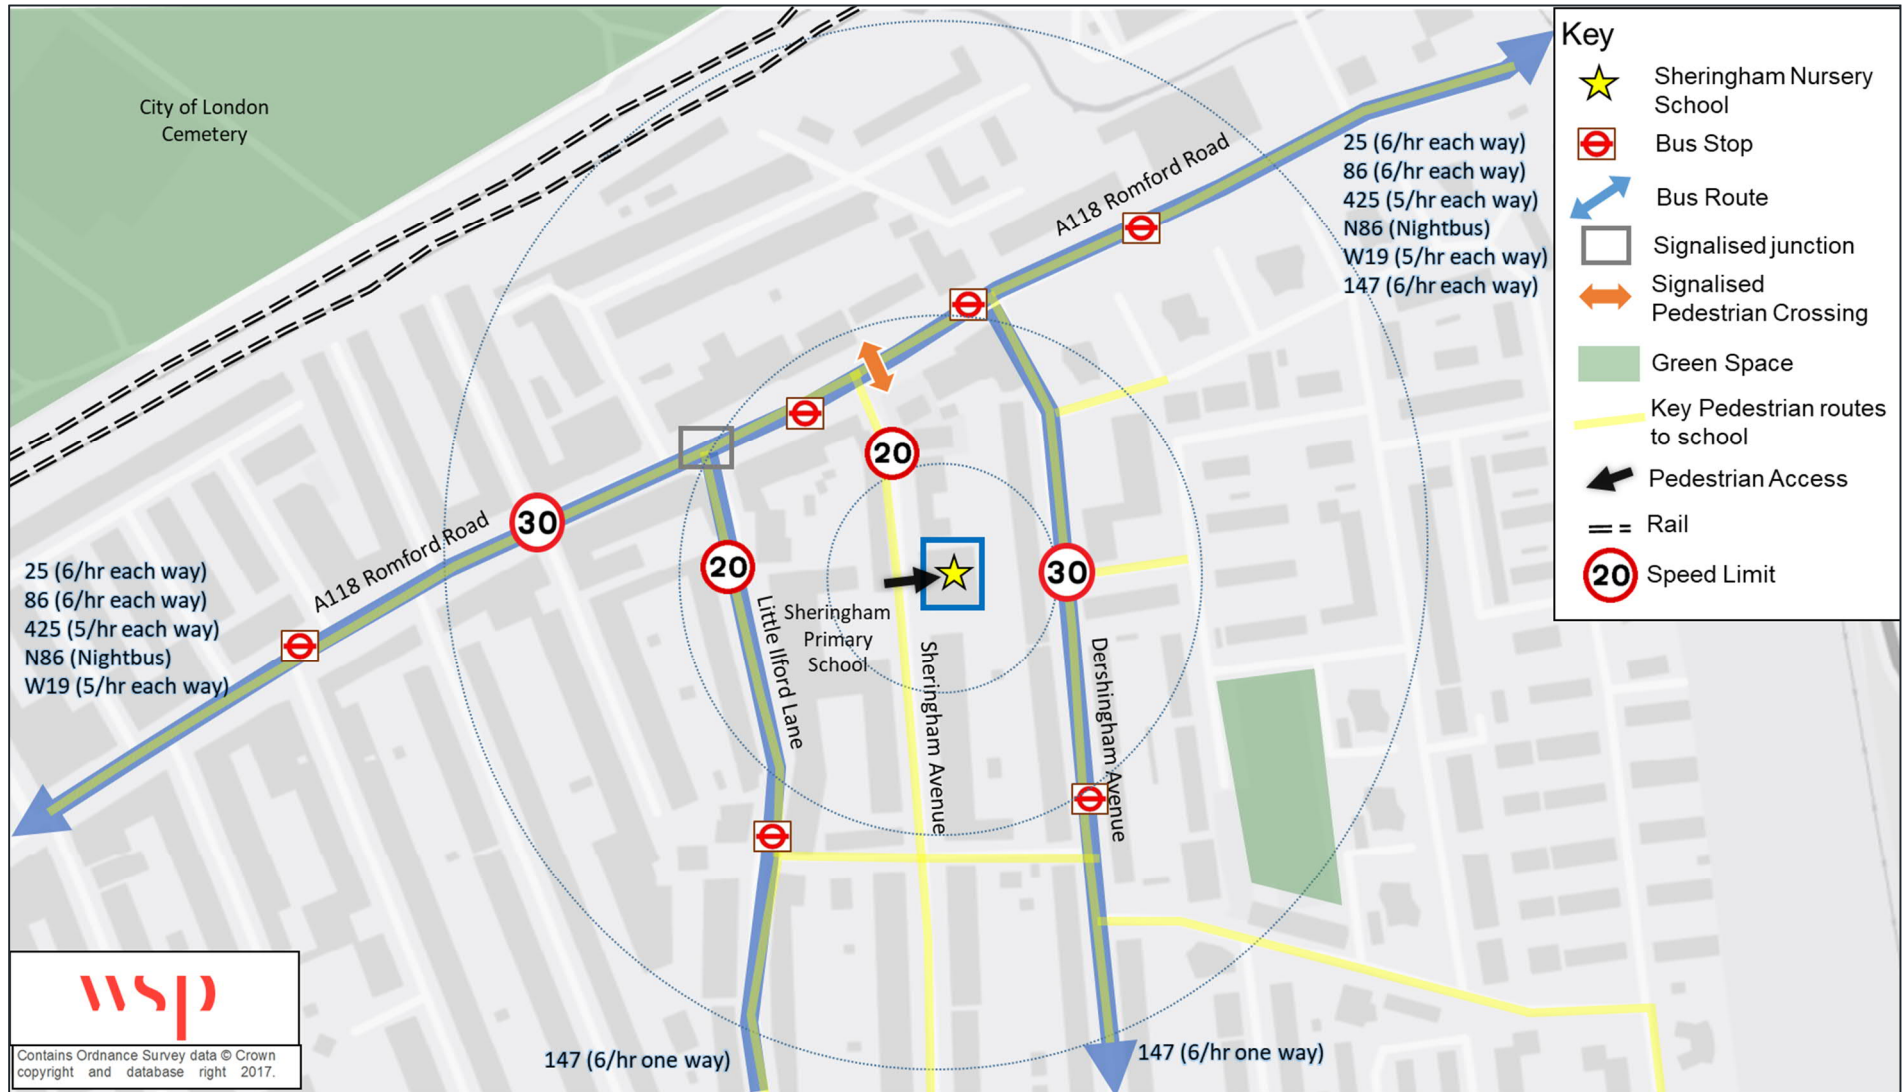 City of London
Cemetery
A118 Romford Road
25 (6/hr each way)
86 (6/hr each way)
425 (5/hr each way)
N86 (Nightbus)
W19 (5/hr each way)
147 (6/hr each way)
Key
Sheringham Nursery
School
Bus Stop
Bus Route
Signalised junction
Signalised
Pedestrian Crossing
Green Space
Key Pedestrian routes
to school
Pedestrian Access
Rail
20
Speed Limit
20
30
A118 Romford Road
20
30
25 (6/hr each way)
86 (6/hr each way)
425 (5/hr each way)
N86 (Nightbus)
W19 (5/hr each way)
Little Ilford Lane
Sheringham
Primary
School
Sheringham Avenue
Dershingham Avenue
147 (6/hr one way)
147 (6/hr one way)
wsp
Contains Ordnance Survey data © Crown
copyright and database right 2017.